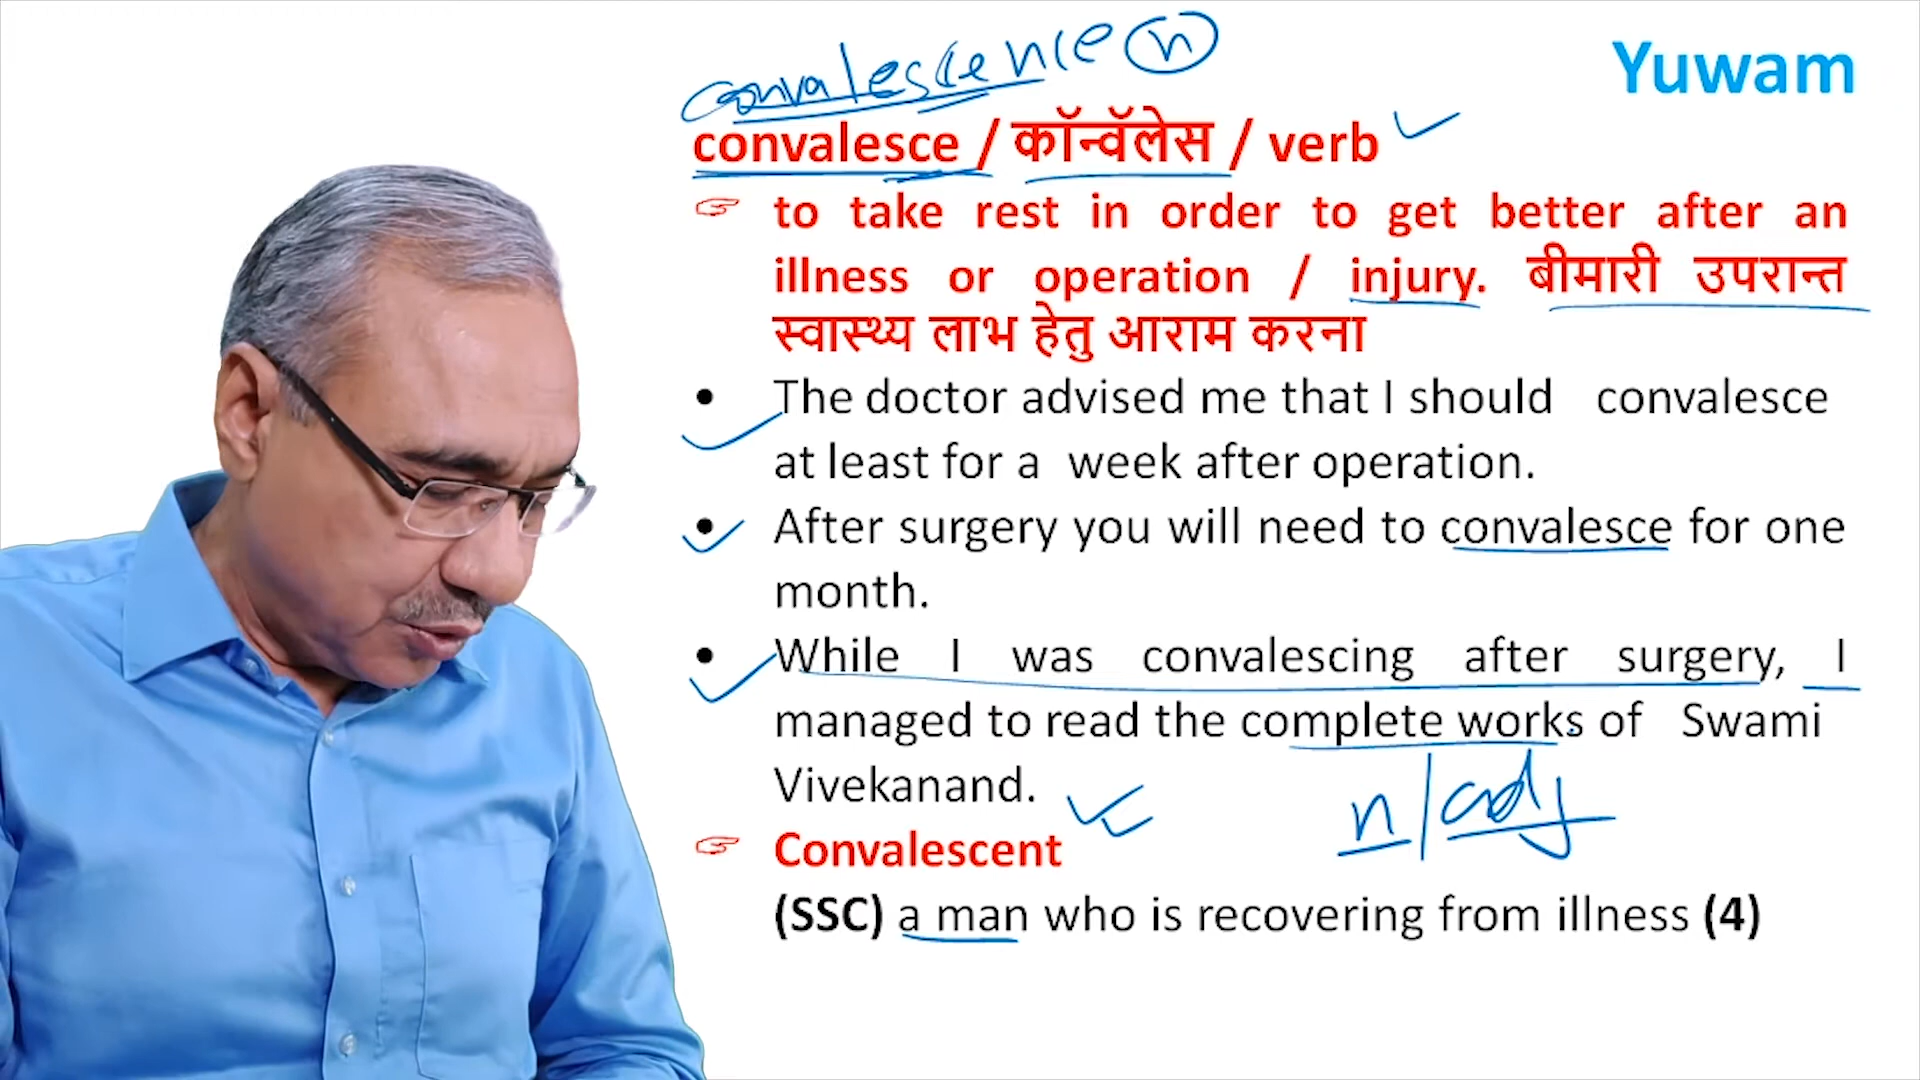 convalescence n
Yuwam
convalesce / कॉन्वॅलेस / verb
to take rest in order to get better after an
illness or operation / injury. बीमारी उपरान्त
स्वास्थ्य लाभ हेतु आराम करना
• The doctor advised me that I should convalesce
at least for a week after operation.
• After surgery you will need to convalesce for one
month.
• While I was convalescing after surgery, I
managed to read the complete works of Swami
Vivekanand.
n/adj
Convalescent
(SSC) a man who is recovering from illness (4)